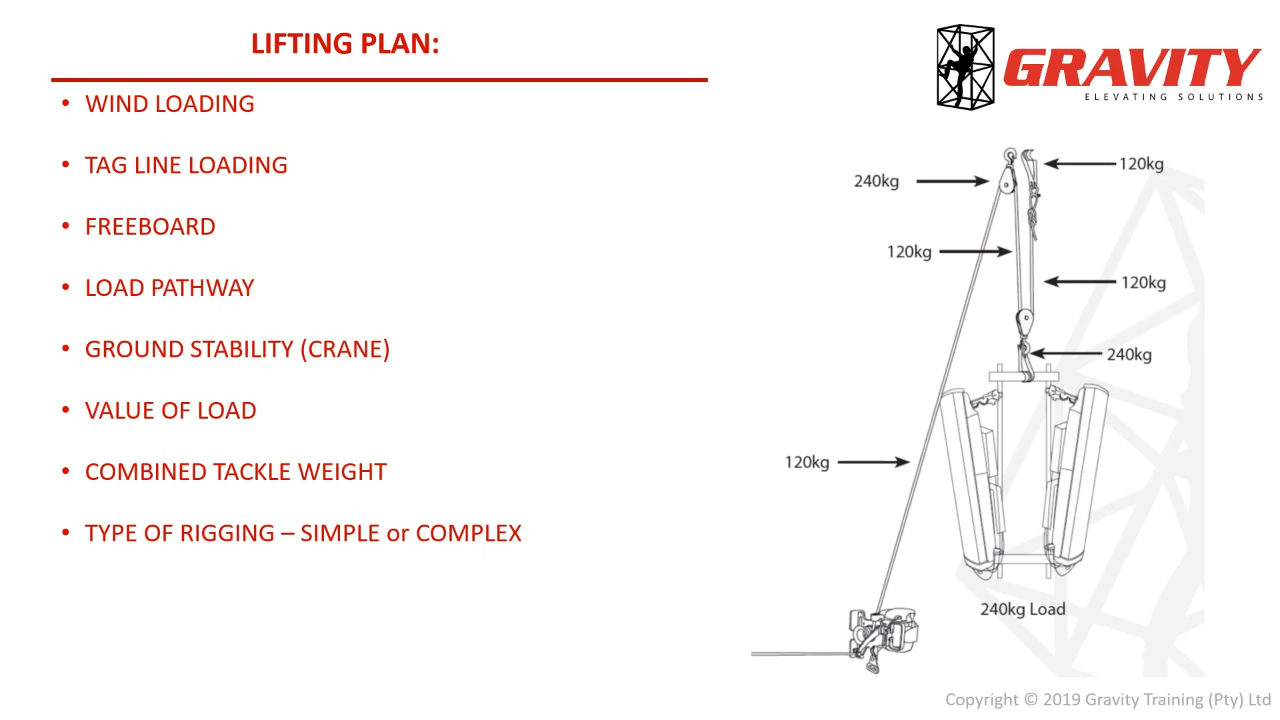 LIFTING PLAN:
GRAVITY
ELEVATING SOLUTIONS
• WIND LOADING
• TAG LINE LOADING
• FREEBOARD
• LOAD PATHWAY
• GROUND STABILITY (CRANE)
• VALUE OF LOAD
• COMBINED TACKLE WEIGHT
• TYPE OF RIGGING – SIMPLE or COMPLEX
120kg
240kg
120kg
120kg
240kg
120kg
240kg Load
Copyright © 2019 Gravity Training (Pty) Ltd